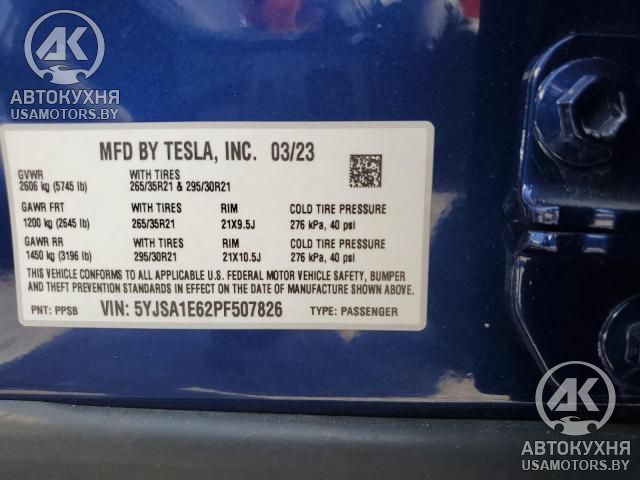 AK
АВТОКУХНЯ
USAMOTORS.BY
MFD BY TESLA, INC. 03/23
GVWR WITH TIRES
2606 kg (5745 lb) 265/35R21 & 295/30R21
GAWR FRT WITH TIRES RIM COLD TIRE PRESSURE
1200 kg (2645 lb) 265/35R21 21X9.5J 276 kPa, 40 psi
GAWR RR WITH TIRES RIM COLD TIRE PRESSURE
1450 kg (3196 lb) 295/30R21 21X10.5J 276 kPa, 40 psi
THIS VEHICLE CONFORMS TO ALL APPLICABLE U.S. FEDERAL MOTOR VEHICLE SAFETY, BUMPER
AND THEFT PREVENTION STANDARDS IN EFFECT ON THE DATE OF MANUFACTURE SHOWN ABOVE.
PNT: PPSB VIN: 5YJSA1E62PF507826 TYPE: PASSENGER
AK
АВТОКУХНЯ
USAMOTORS.BY